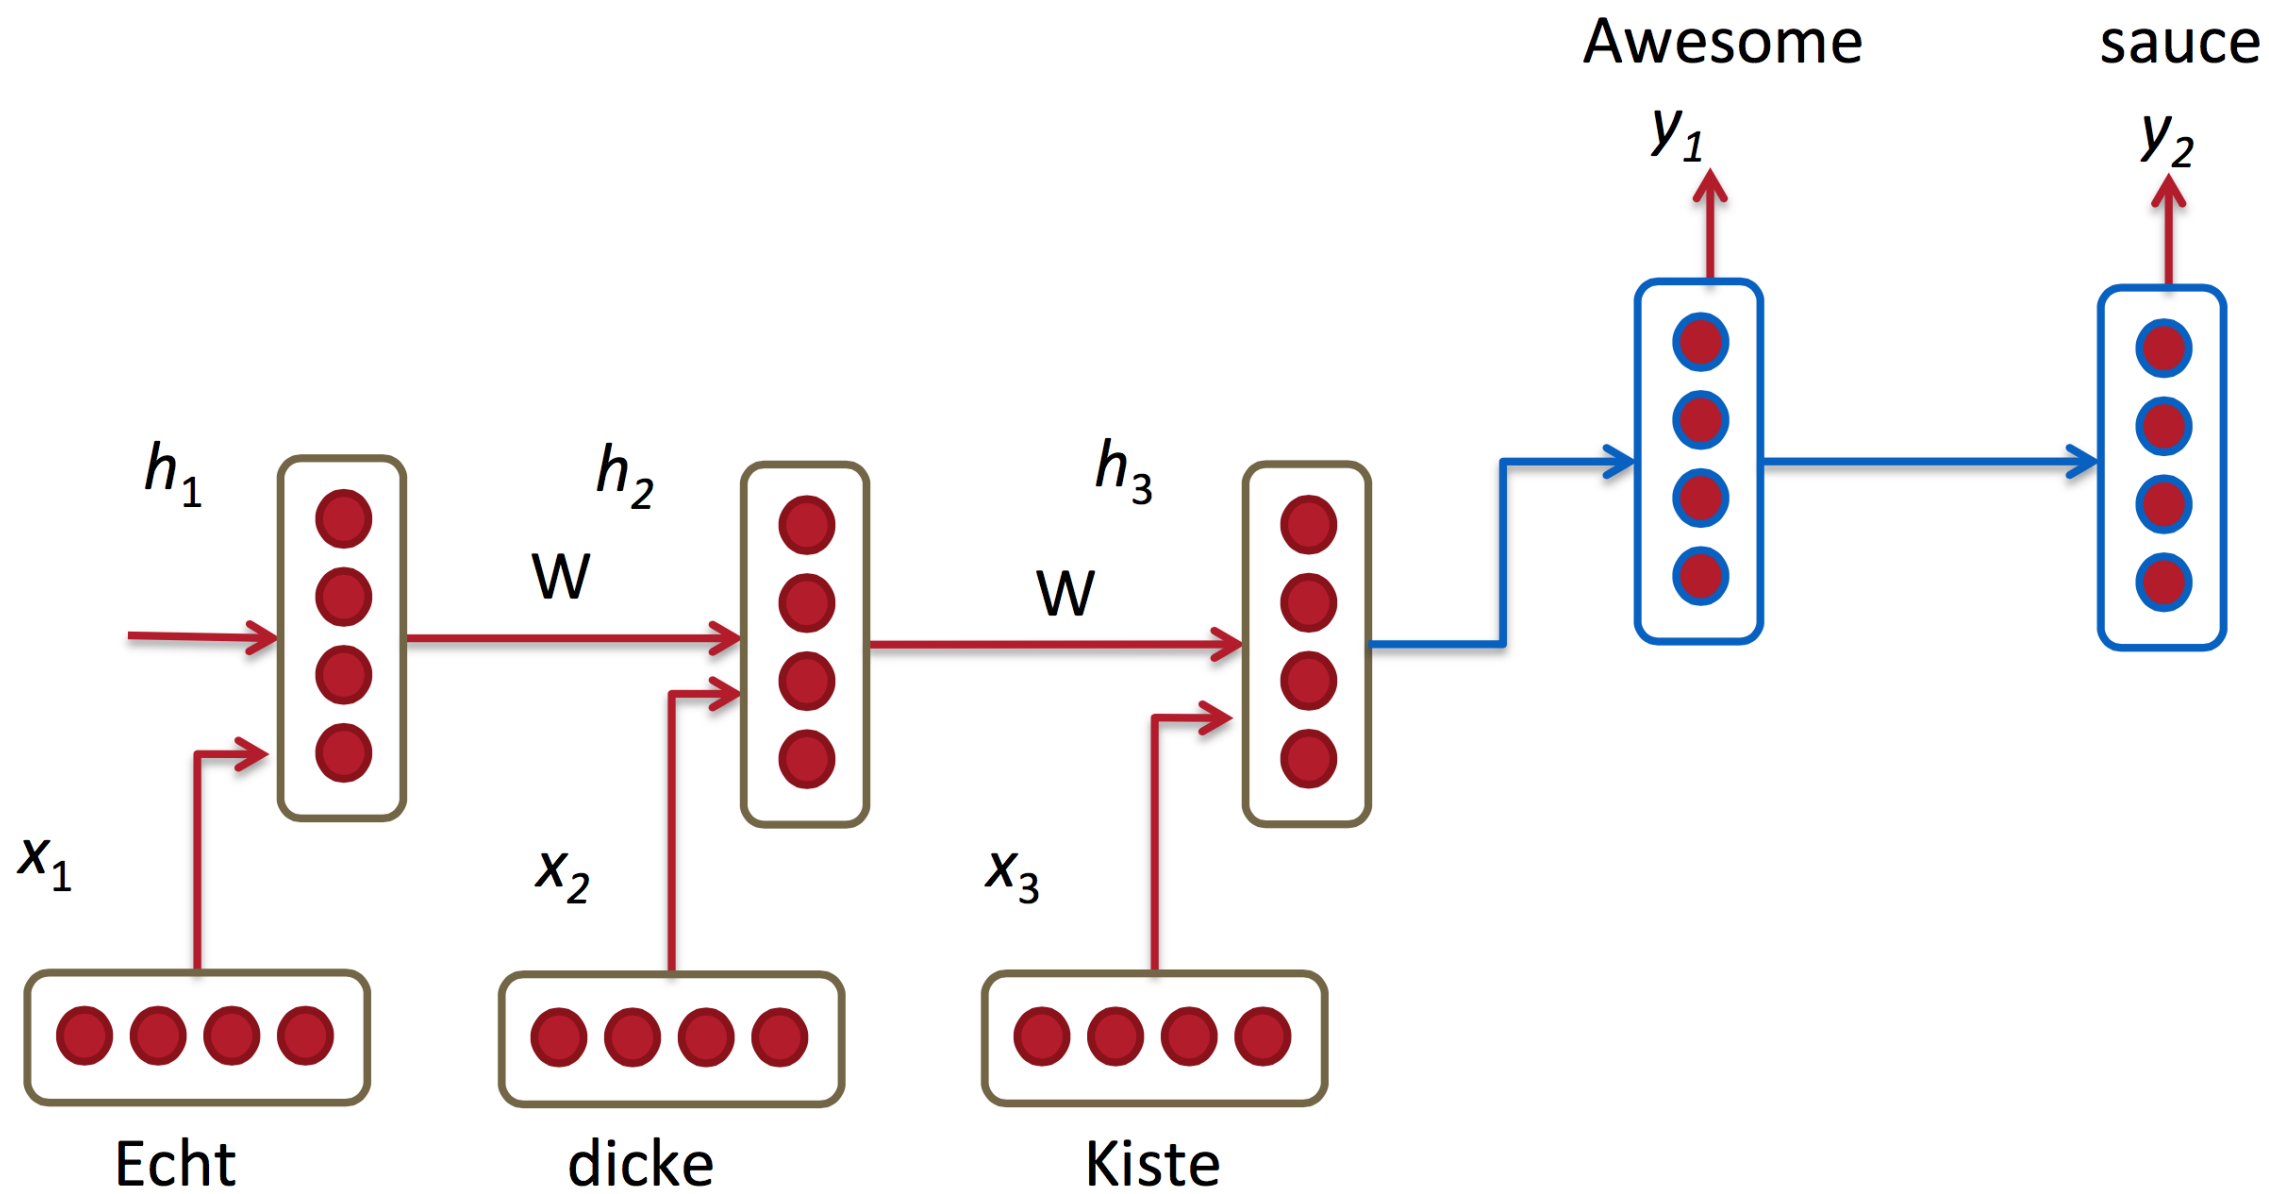 Awesome sauce
y1 y2
h1 h2 h3
W W
x1 x2 x3
Echt dicke Kiste